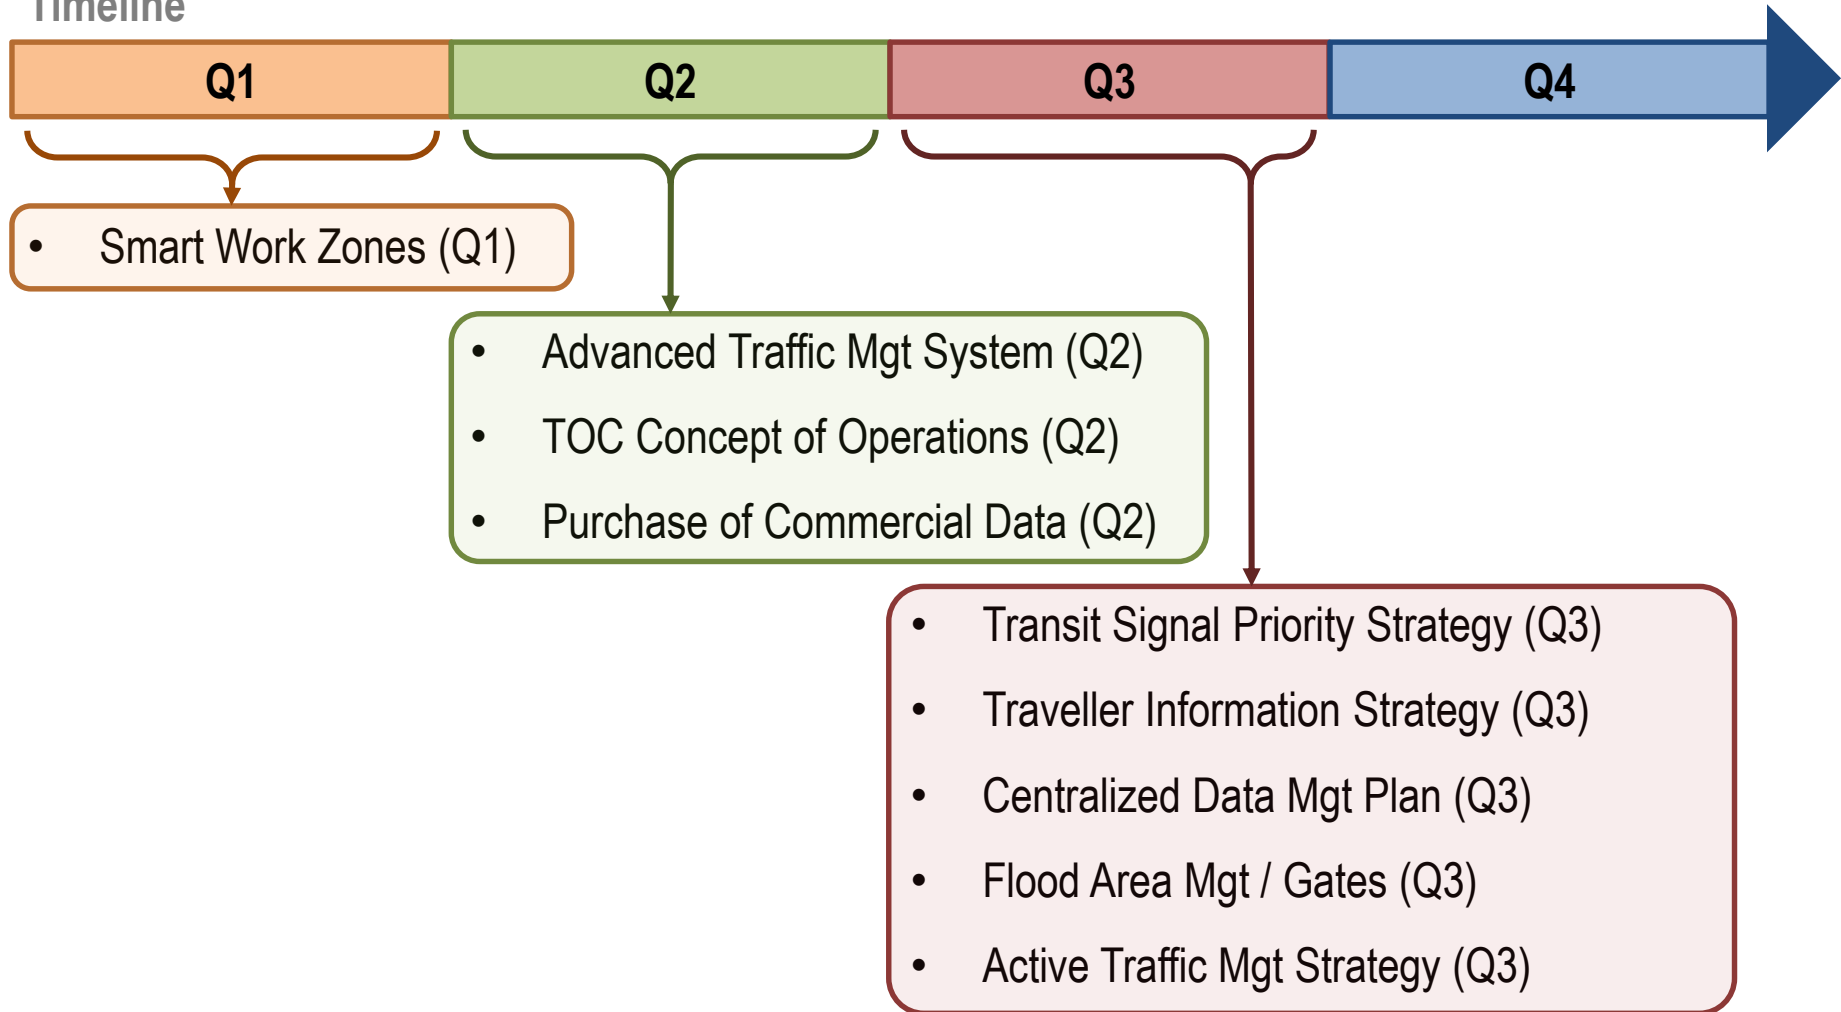 Timeline
Q1 Q2 Q3 Q4
• Smart Work Zones (Q1)
• Advanced Traffic Mgt System (Q2)
• TOC Concept of Operations (Q2)
• Purchase of Commercial Data (Q2)
• Transit Signal Priority Strategy (Q3)
• Traveller Information Strategy (Q3)
• Centralized Data Mgt Plan (Q3)
• Flood Area Mgt / Gates (Q3)
• Active Traffic Mgt Strategy (Q3)